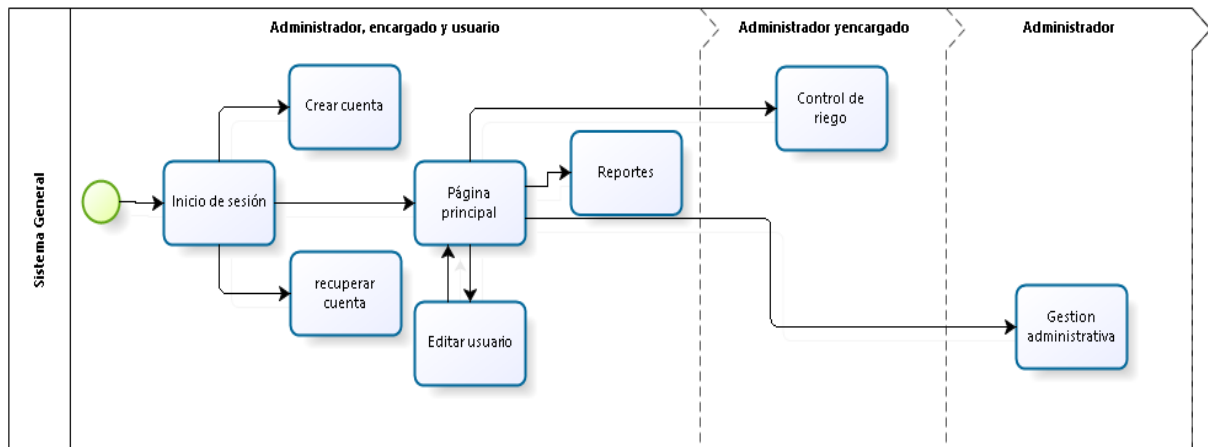 Administrador, encargado y usuario
Administrador yencargado
Administrador
Sistema General
Crear cuenta
Control de
riego
Inicio de sesión
Página
principal
Reportes
recuperar
cuenta
Editar usuario
Gestion
administrativa